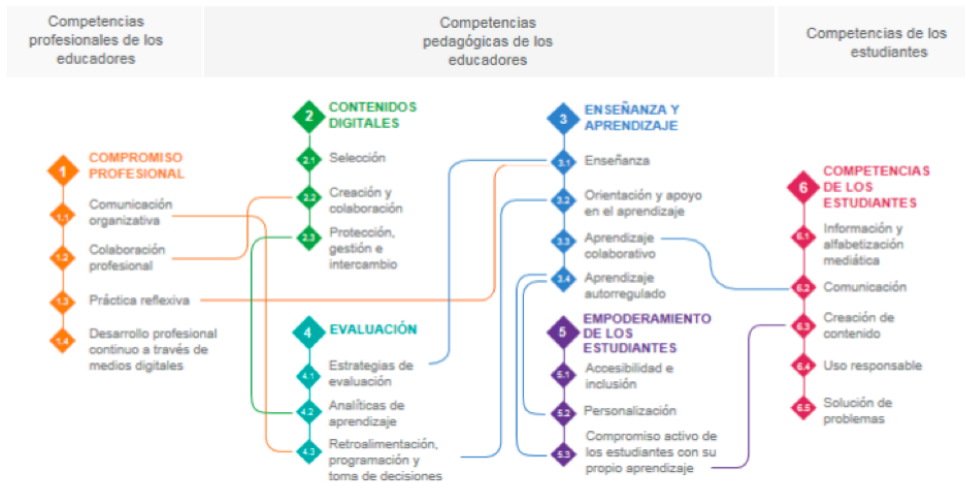 Competencias
profesionales de los
educadores
Competencias
pedagógicas de los
educadores
Competencias de los
estudiantes
1
COMPROMISO
PROFESIONAL
1.1
Comunicación
organizativa
1.2
Colaboración
profesional
1.3
Práctica reflexiva
1.4
Desarrollo profesional
continuo a través de
medios digitales
2
CONTENIDOS
DIGITALES
2.1
Selección
2.2
Creación y
colaboración
2.3
Protección,
gestión e
intercambio
4
EVALUACIÓN
4.1
Estrategias de
evaluación
4.2
Analíticas de
aprendizaje
4.3
Retroalimentación,
programación y
toma de decisiones
3
ENSEÑANZA Y
APRENDIZAJE
3.1
Enseñanza
3.2
Orientación y apoyo
en el aprendizaje
3.3
Aprendizaje
colaborativo
3.4
Aprendizaje
autorregulado
5
EMPODERAMIENTO
DE LOS
ESTUDIANTES
5.1
Accesibilidad e
inclusión
5.2
Personalización
5.3
Compromiso activo de
los estudiantes con su
propio aprendizaje
6
COMPETENCIAS
DE LOS
ESTUDIANTES
6.1
Información y
alfabetización
mediática
6.2
Comunicación
6.3
Creación de
contenido
6.4
Uso responsable
6.5
Solución de
problemas